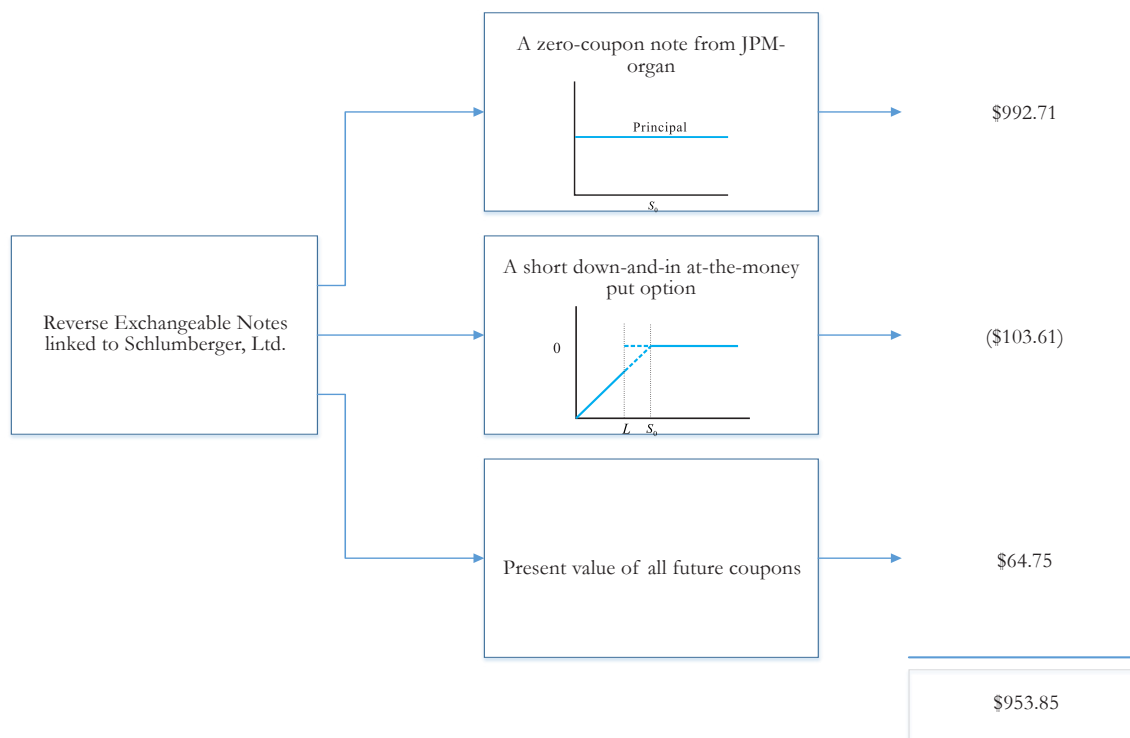 A zero-coupon note from JPM-
organ
Principal
S₀
$992.71
Reverse Exchangeable Notes
linked to Schlumberger, Ltd.
A short down-and-in at-the-money
put option
0
L S₀
($103.61)
Present value of all future coupons
$64.75
$953.85